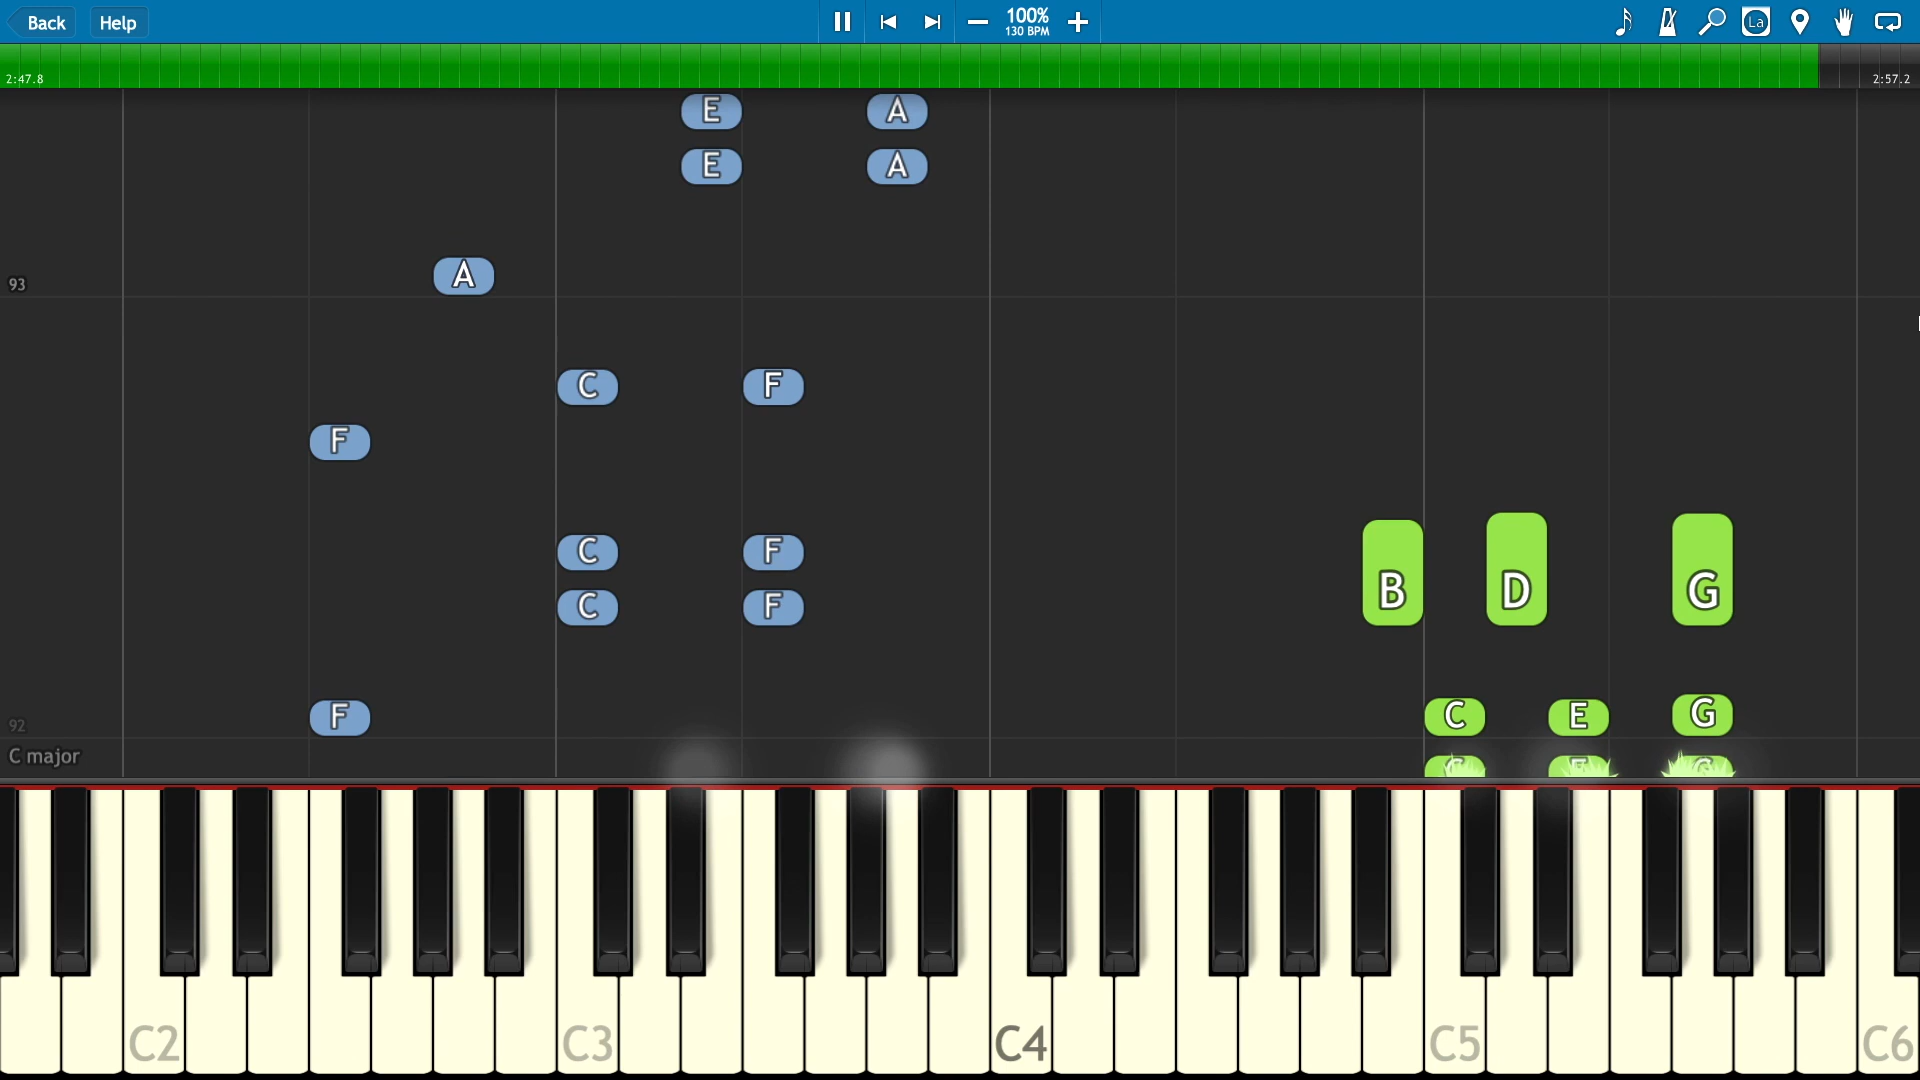 Back Help 100% La
130 BPM
2:47.8 2:57.2
E A
E A
93 A
C F
F
C F
C F B D G
92 F C E G
C major C E G
C2 C3 C4 C5 C6